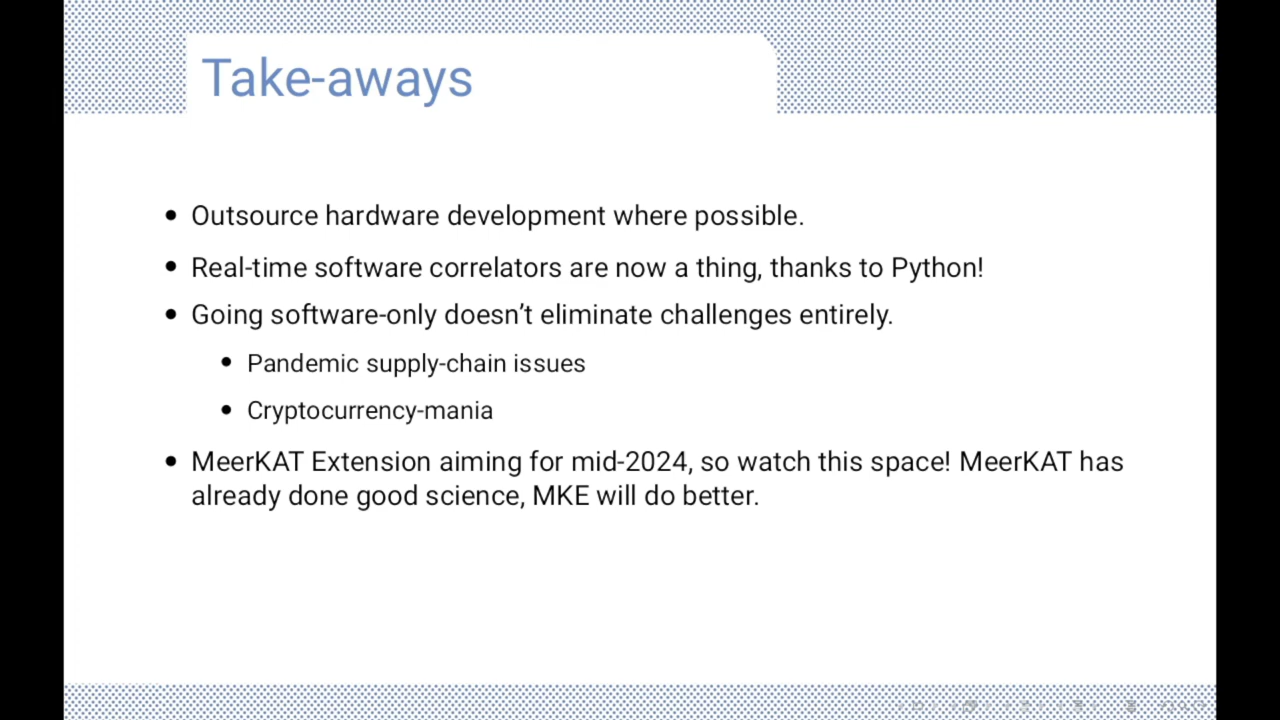 Take-aways
• Outsource hardware development where possible.
• Real-time software correlators are now a thing, thanks to Python!
• Going software-only doesn’t eliminate challenges entirely.
• Pandemic supply-chain issues
• Cryptocurrency-mania
• MeerKAT Extension aiming for mid-2024, so watch this space! MeerKAT has
already done good science, MKE will do better.